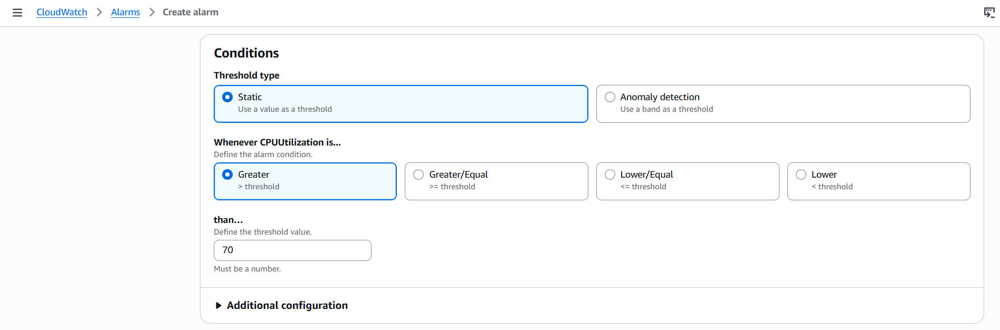 CloudWatch > Alarms > Create alarm
Conditions
Threshold type
Static
Use a value as a threshold
Anomaly detection
Use a band as a threshold
Whenever CPUUtilization is...
Define the alarm condition.
Greater
> threshold
Greater/Equal
>= threshold
Lower/Equal
<= threshold
Lower
< threshold
than...
Define the threshold value.
70
Must be a number.
Additional configuration